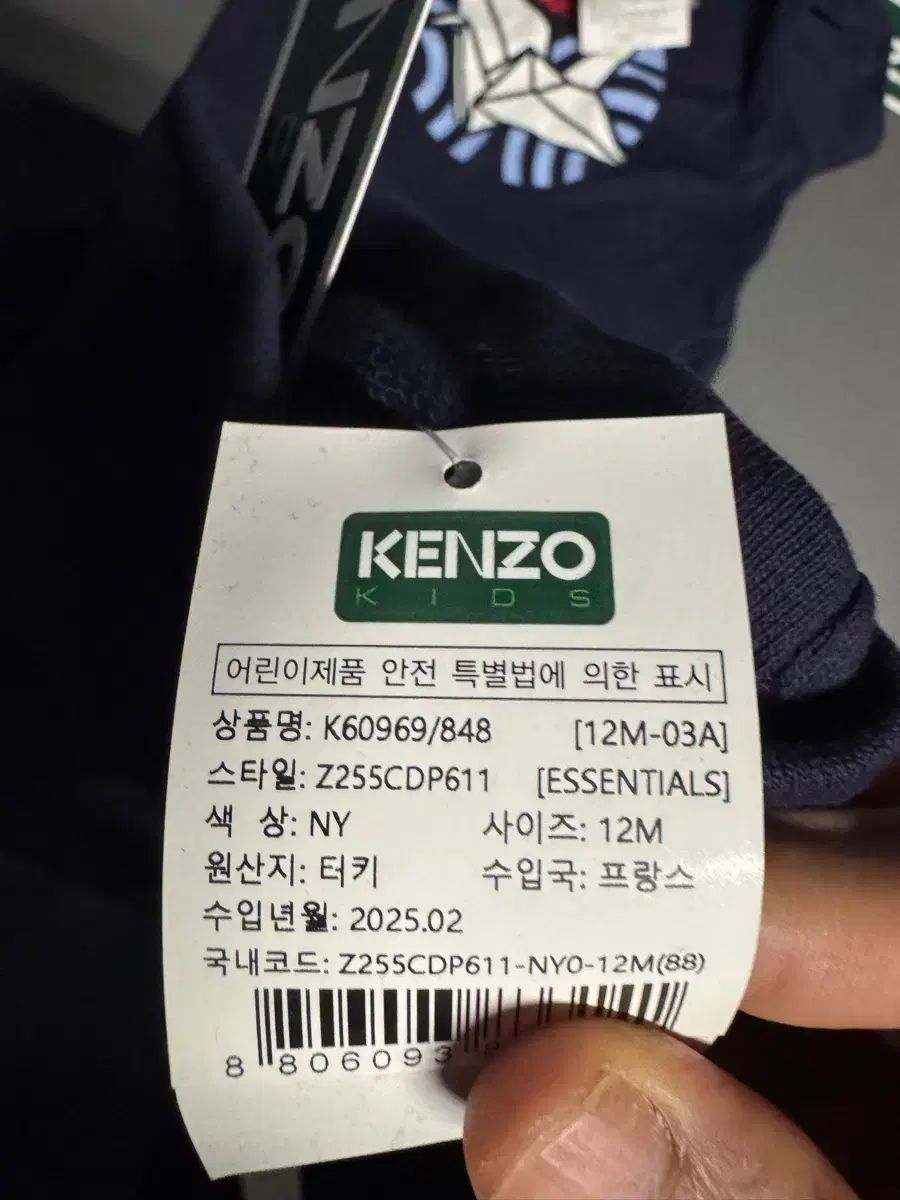 NZO
KENZO
KIDS
어린이제품 안전 특별법에 의한 표시
상품명: K60969/848 [12M-03A]
스타일: Z255CDP611 [ESSENTIALS]
색 상: NY 사이즈: 12M
원산지: 터키 수입국: 프랑스
수입년월: 2025.02
국내코드: Z255CDP611-NY0-12M(88)
8 806093